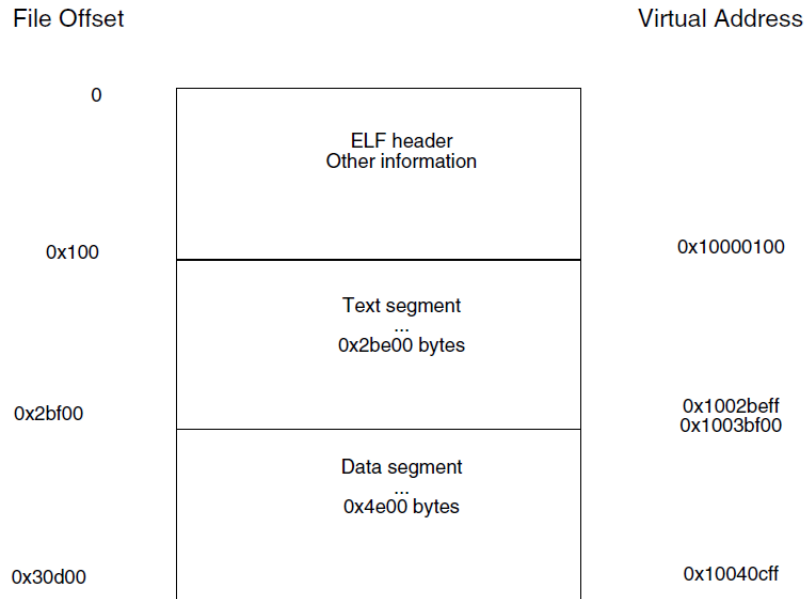 File Offset
Virtual Address
0
ELF header
Other information
0x100
0x10000100
Text segment
...
0x2be00 bytes
0x2bf00
0x1002beff
0x1003bf00
Data segment
...
0x4e00 bytes
0x30d00
0x10040cff